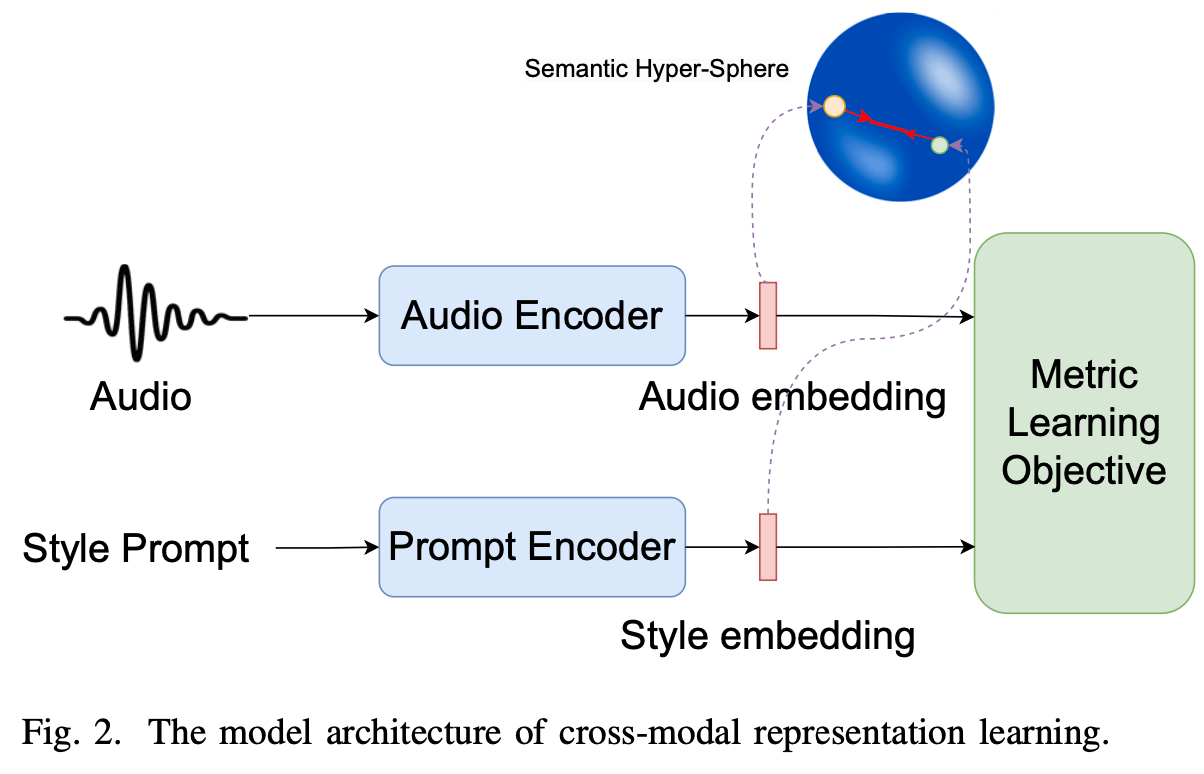 Semantic Hyper-Sphere
Audio Encoder
Audio
Audio embedding
Metric
Learning
Objective
Style Prompt
Prompt Encoder
Style embedding
Fig. 2. The model architecture of cross-modal representation learning.